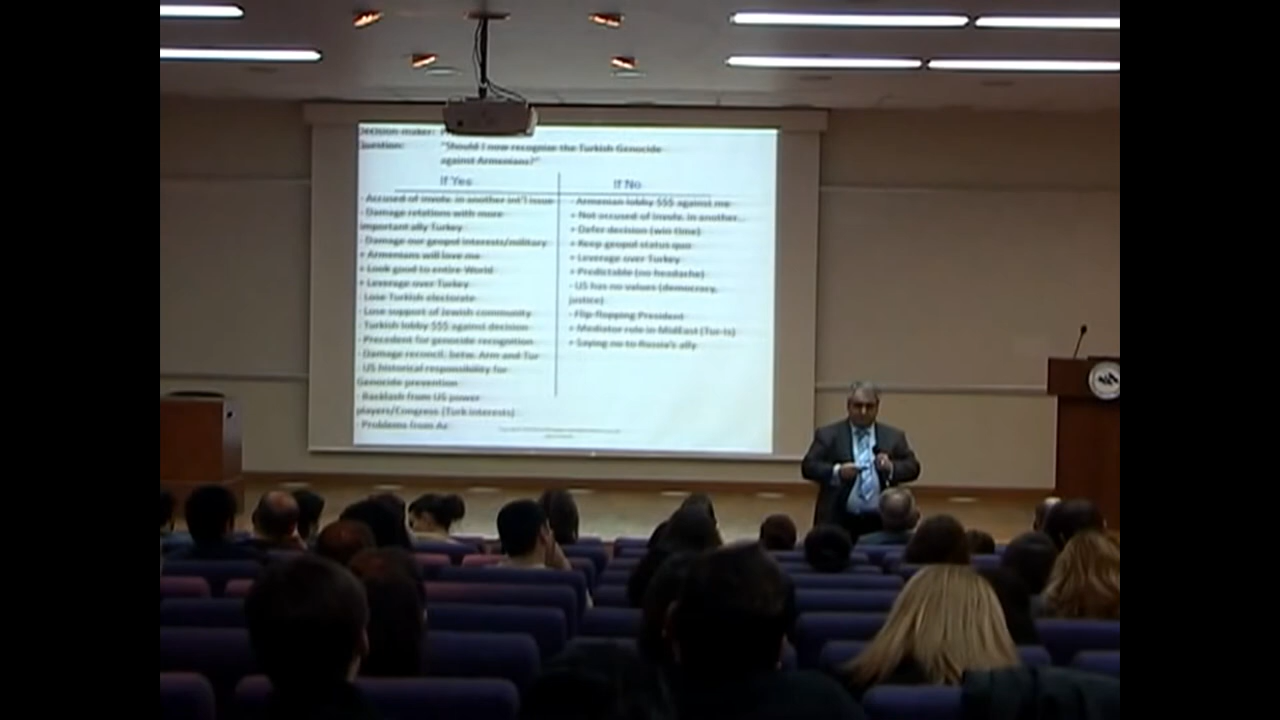 Decision maker:
Question: "Should I now recognise the Turkish Genocide
against Armenians?"
If Yes
- Accused of involv. in another int'l issue
- Damage relations with more
important ally Turkey
- Damage our geopol interests/military
+ Armenians will love me
+ Look good to entire World
+ Leverage over Turkey
- Lose Turkish electorate
- Lose support of Jewish community
- Turkish lobby $$$ against decision
- Precedent for genocide recognition
- Damage reconcil. betw. Arm and Tur
- US historical responsibility for
Genocide prevention
- Backlash from US power
players/Congress (Turk interests)
- Problems from Az
If No
- Armenian lobby $$$ against me
+ Not accused of involv. in another...
+ Defer decision (win time)
+ Keep geopol status quo
+ Leverage over Turkey
+ Predictable (no headache)
- US has no values (democracy,
justice)
- Flip-flopping President
+ Mediator role in MidEast (Tur-Is)
+ Saying no to Russia's ally